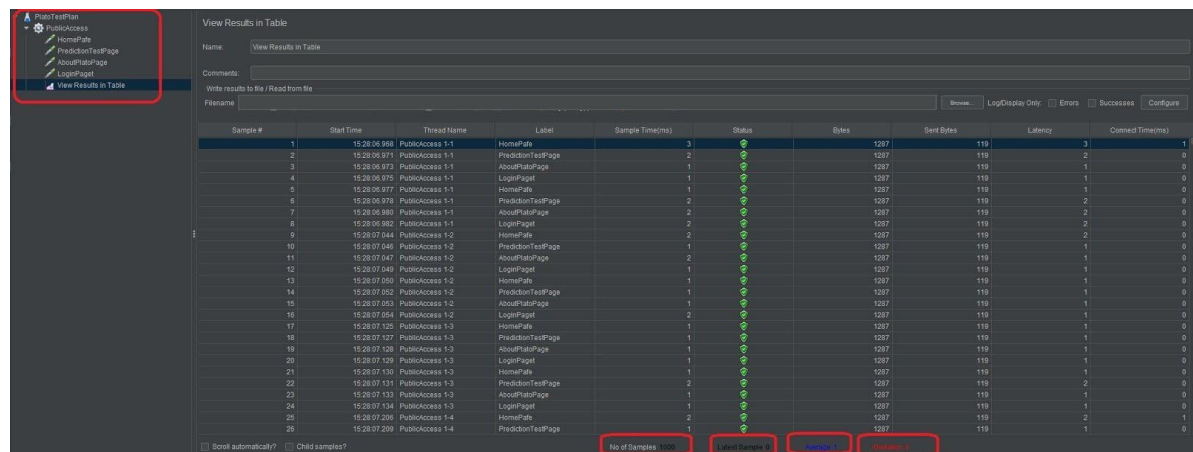 PlatoTestPlan
PublicAccess
HomePafe
PredictionTestPage
AboutPlatoPage
LoginPaget
View Results in Table
View Results in Table
Name: View Results in Table
Comments:
Write results to file / Read from file
Filename Browse... Log/Display Only: Errors Successes Configure
Sample # Start Time Thread Name Label Sample Time(ms) Status Bytes Sent Bytes Latency Connect Time(ms)
1 15:28:06.968 PublicAccess 1-1 HomePafe 3 1287 119 3 1
2 15:28:06.971 PublicAccess 1-1 PredictionTestPage 2 1287 119 2 0
3 15:28:06.973 PublicAccess 1-1 AboutPlatoPage 1 1287 119 1 0
4 15:28:06.975 PublicAccess 1-1 LoginPaget 1 1287 119 1 0
5 15:28:06.977 PublicAccess 1-1 HomePafe 1 1287 119 1 0
6 15:28:06.978 PublicAccess 1-1 PredictionTestPage 2 1287 119 2 0
7 15:28:06.980 PublicAccess 1-1 AboutPlatoPage 2 1287 119 2 0
8 15:28:06.982 PublicAccess 1-1 LoginPaget 2 1287 119 2 0
9 15:28:07.044 PublicAccess 1-2 HomePafe 2 1287 119 2 0
10 15:28:07.046 PublicAccess 1-2 PredictionTestPage 1 1287 119 1 0
11 15:28:07.047 PublicAccess 1-2 AboutPlatoPage 2 1287 119 2 0
12 15:28:07.049 PublicAccess 1-2 LoginPaget 1 1287 119 1 0
13 15:28:07.050 PublicAccess 1-2 HomePafe 1 1287 119 1 0
14 15:28:07.052 PublicAccess 1-2 PredictionTestPage 1 1287 119 1 0
15 15:28:07.053 PublicAccess 1-2 AboutPlatoPage 1 1287 119 1 0
16 15:28:07.054 PublicAccess 1-2 LoginPaget 2 1287 119 1 0
17 15:28:07.125 PublicAccess 1-3 HomePafe 1 1287 119 1 0
18 15:28:07.127 PublicAccess 1-3 PredictionTestPage 1 1287 119 1 0
19 15:28:07.128 PublicAccess 1-3 AboutPlatoPage 1 1287 119 1 0
20 15:28:07.129 PublicAccess 1-3 LoginPaget 1 1287 119 1 0
21 15:28:07.130 PublicAccess 1-3 HomePafe 1 1287 119 1 0
22 15:28:07.131 PublicAccess 1-3 PredictionTestPage 2 1287 119 2 0
23 15:28:07.133 PublicAccess 1-3 AboutPlatoPage 1 1287 119 1 0
24 15:28:07.134 PublicAccess 1-3 LoginPaget 1 1287 119 1 0
25 15:28:07.206 PublicAccess 1-4 HomePafe 2 1287 119 2 1
26 15:28:07.209 PublicAccess 1-4 PredictionTestPage 1 1287 119 1 0
Scroll automatically? Child samples? No of Samples 1000 Latest Sample 0 Average 1